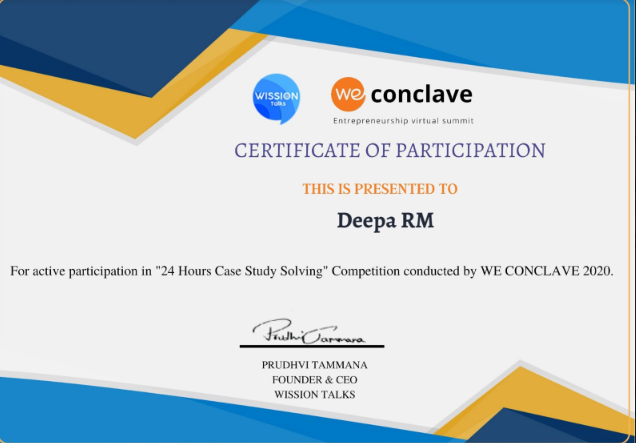 WISSION
Talks
we conclave
Entrepreneurship virtual summit
CERTIFICATE OF PARTICIPATION
THIS IS PRESENTED TO
Deepa RM
For active participation in "24 Hours Case Study Solving" Competition conducted by WE CONCLAVE 2020.
Prudhvi Tammana
PRUDHVI TAMMANA
FOUNDER & CEO
WISSION TALKS